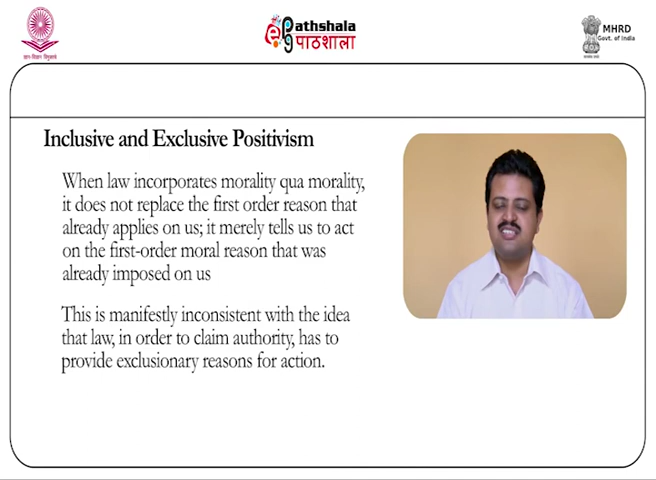 Pathshala
पाठशाला
MHRD
Govt. of India
Inclusive and Exclusive Positivism
When law incorporates morality qua morality,
it does not replace the first order reason that
already applies on us; it merely tells us to act
on the first-order moral reason that was
already imposed on us
This is manifestly inconsistent with the idea
that law, in order to claim authority, has to
provide exclusionary reasons for action.